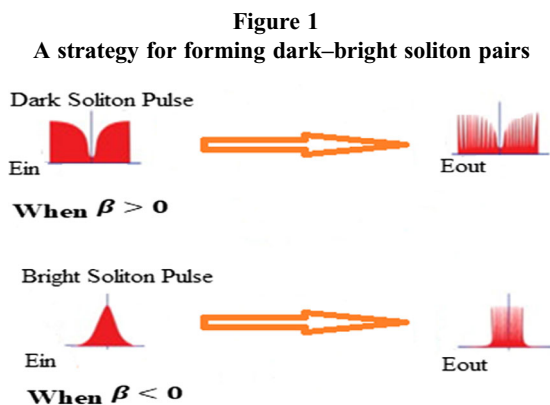 Figure 1
A strategy for forming dark–bright soliton pairs
Dark Soliton Pulse
Ein
Eout
When β > 0
Bright Soliton Pulse
Ein
Eout
When β < 0